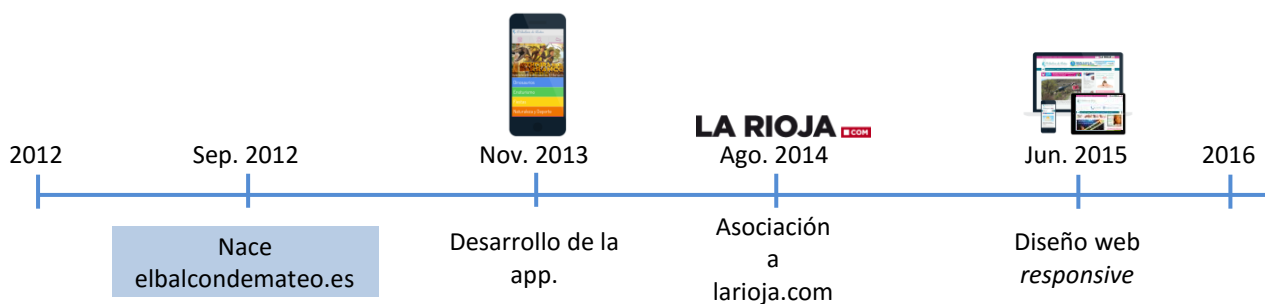 LA RIOJA .COM
2012
Sep. 2012
Nov. 2013
Ago. 2014
Jun. 2015
2016
Nace
elbalcondemateo.es
Desarrollo de la
app.
Asociación
a
larioja.com
Diseño web
responsive